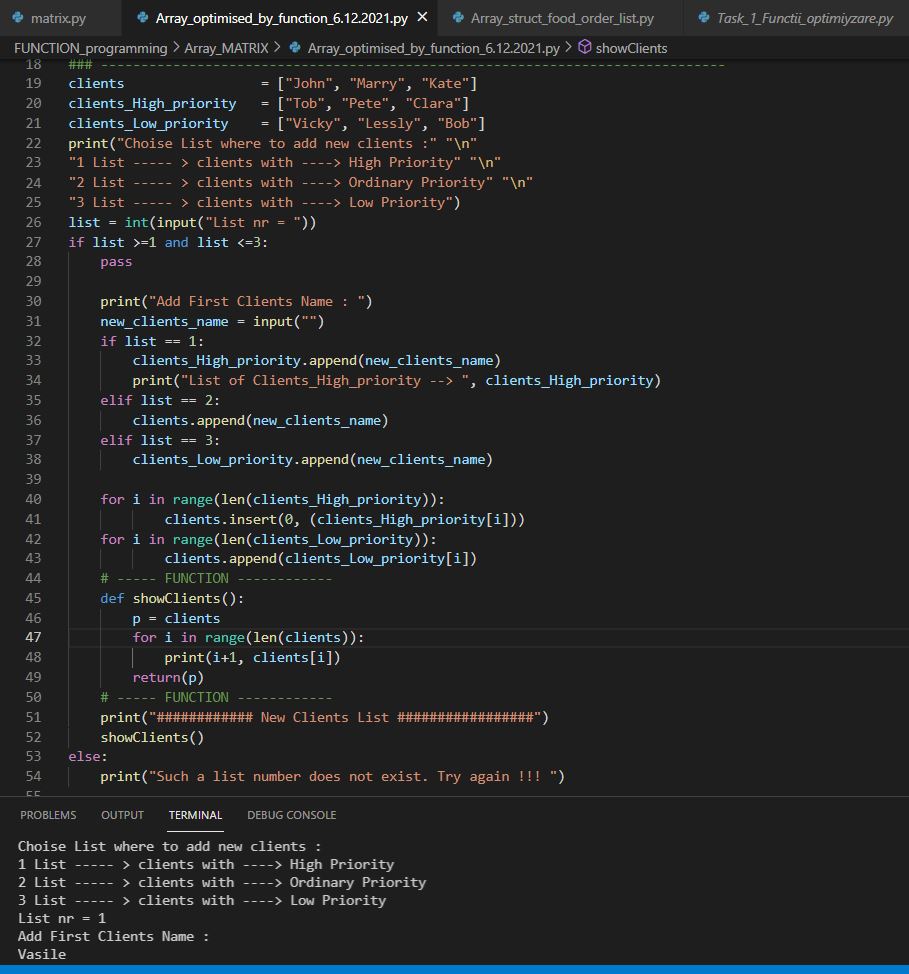 matrix.py Array_optimised_by_function_6.12.2021.py Array_struct_food_order_list.py Task_1_Functii_optimiyzare.py
FUNCTION_programming > Array_MATRIX > Array_optimised_by_function_6.12.2021.py > showClients
18 ### ------------------------------------------------------------------------------
19 clients                 = ["John", "Marry", "Kate"]
20 clients_High_priority   = ["Tob", "Pete", "Clara"]
21 clients_Low_priority    = ["Vicky", "Lessly", "Bob"]
22 print("Choise List where to add new clients :" "\n"
23 "1 List ----- > clients with ----> High Priority" "\n"
24 "2 List ----- > clients with ----> Ordinary Priority" "\n"
25 "3 List ----- > clients with ----> Low Priority")
26 list = int(input("List nr = "))
27 if list >=1 and list <=3:
28     pass
29
30     print("Add First Clients Name : ")
31     new_clients_name = input("")
32     if list == 1:
33         clients_High_priority.append(new_clients_name)
34         print("List of Clients_High_priority --> ", clients_High_priority)
35     elif list == 2:
36         clients.append(new_clients_name)
37     elif list == 3:
38         clients_Low_priority.append(new_clients_name)
39
40     for i in range(len(clients_High_priority)):
41             clients.insert(0, (clients_High_priority[i]))
42     for i in range(len(clients_Low_priority)):
43             clients.append(clients_Low_priority[i])
44     # ----- FUNCTION ------------
45     def showClients():
46         p = clients
47         for i in range(len(clients)):
48             print(i+1, clients[i])
49         return(p)
50     # ----- FUNCTION ------------
51     print("############ New Clients List #################")
52     showClients()
53 else:
54     print("Such a list number does not exist. Try again !!! ")
55
PROBLEMS OUTPUT TERMINAL DEBUG CONSOLE
Choise List where to add new clients :
1 List ----- > clients with ----> High Priority
2 List ----- > clients with ----> Ordinary Priority
3 List ----- > clients with ----> Low Priority
List nr = 1
Add First Clients Name :
Vasile